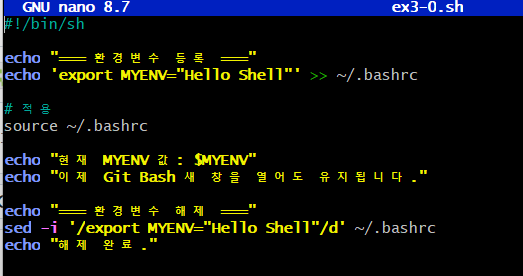 GNU nano 8.7 ex3-0.sh
#!/bin/sh
echo "==== 환경변수 등록 ===="
echo 'export MYENV="Hello Shell"' >> ~/.bashrc
# 적용
source ~/.bashrc
echo "현재 MYENV 값 : $MYENV"
echo "이제 Git Bash 새 창을 열어도 유지됩니다."
echo "==== 환경변수 해제 ===="
sed -i '/export MYENV="Hello Shell"/d' ~/.bashrc
echo "해제 완료."